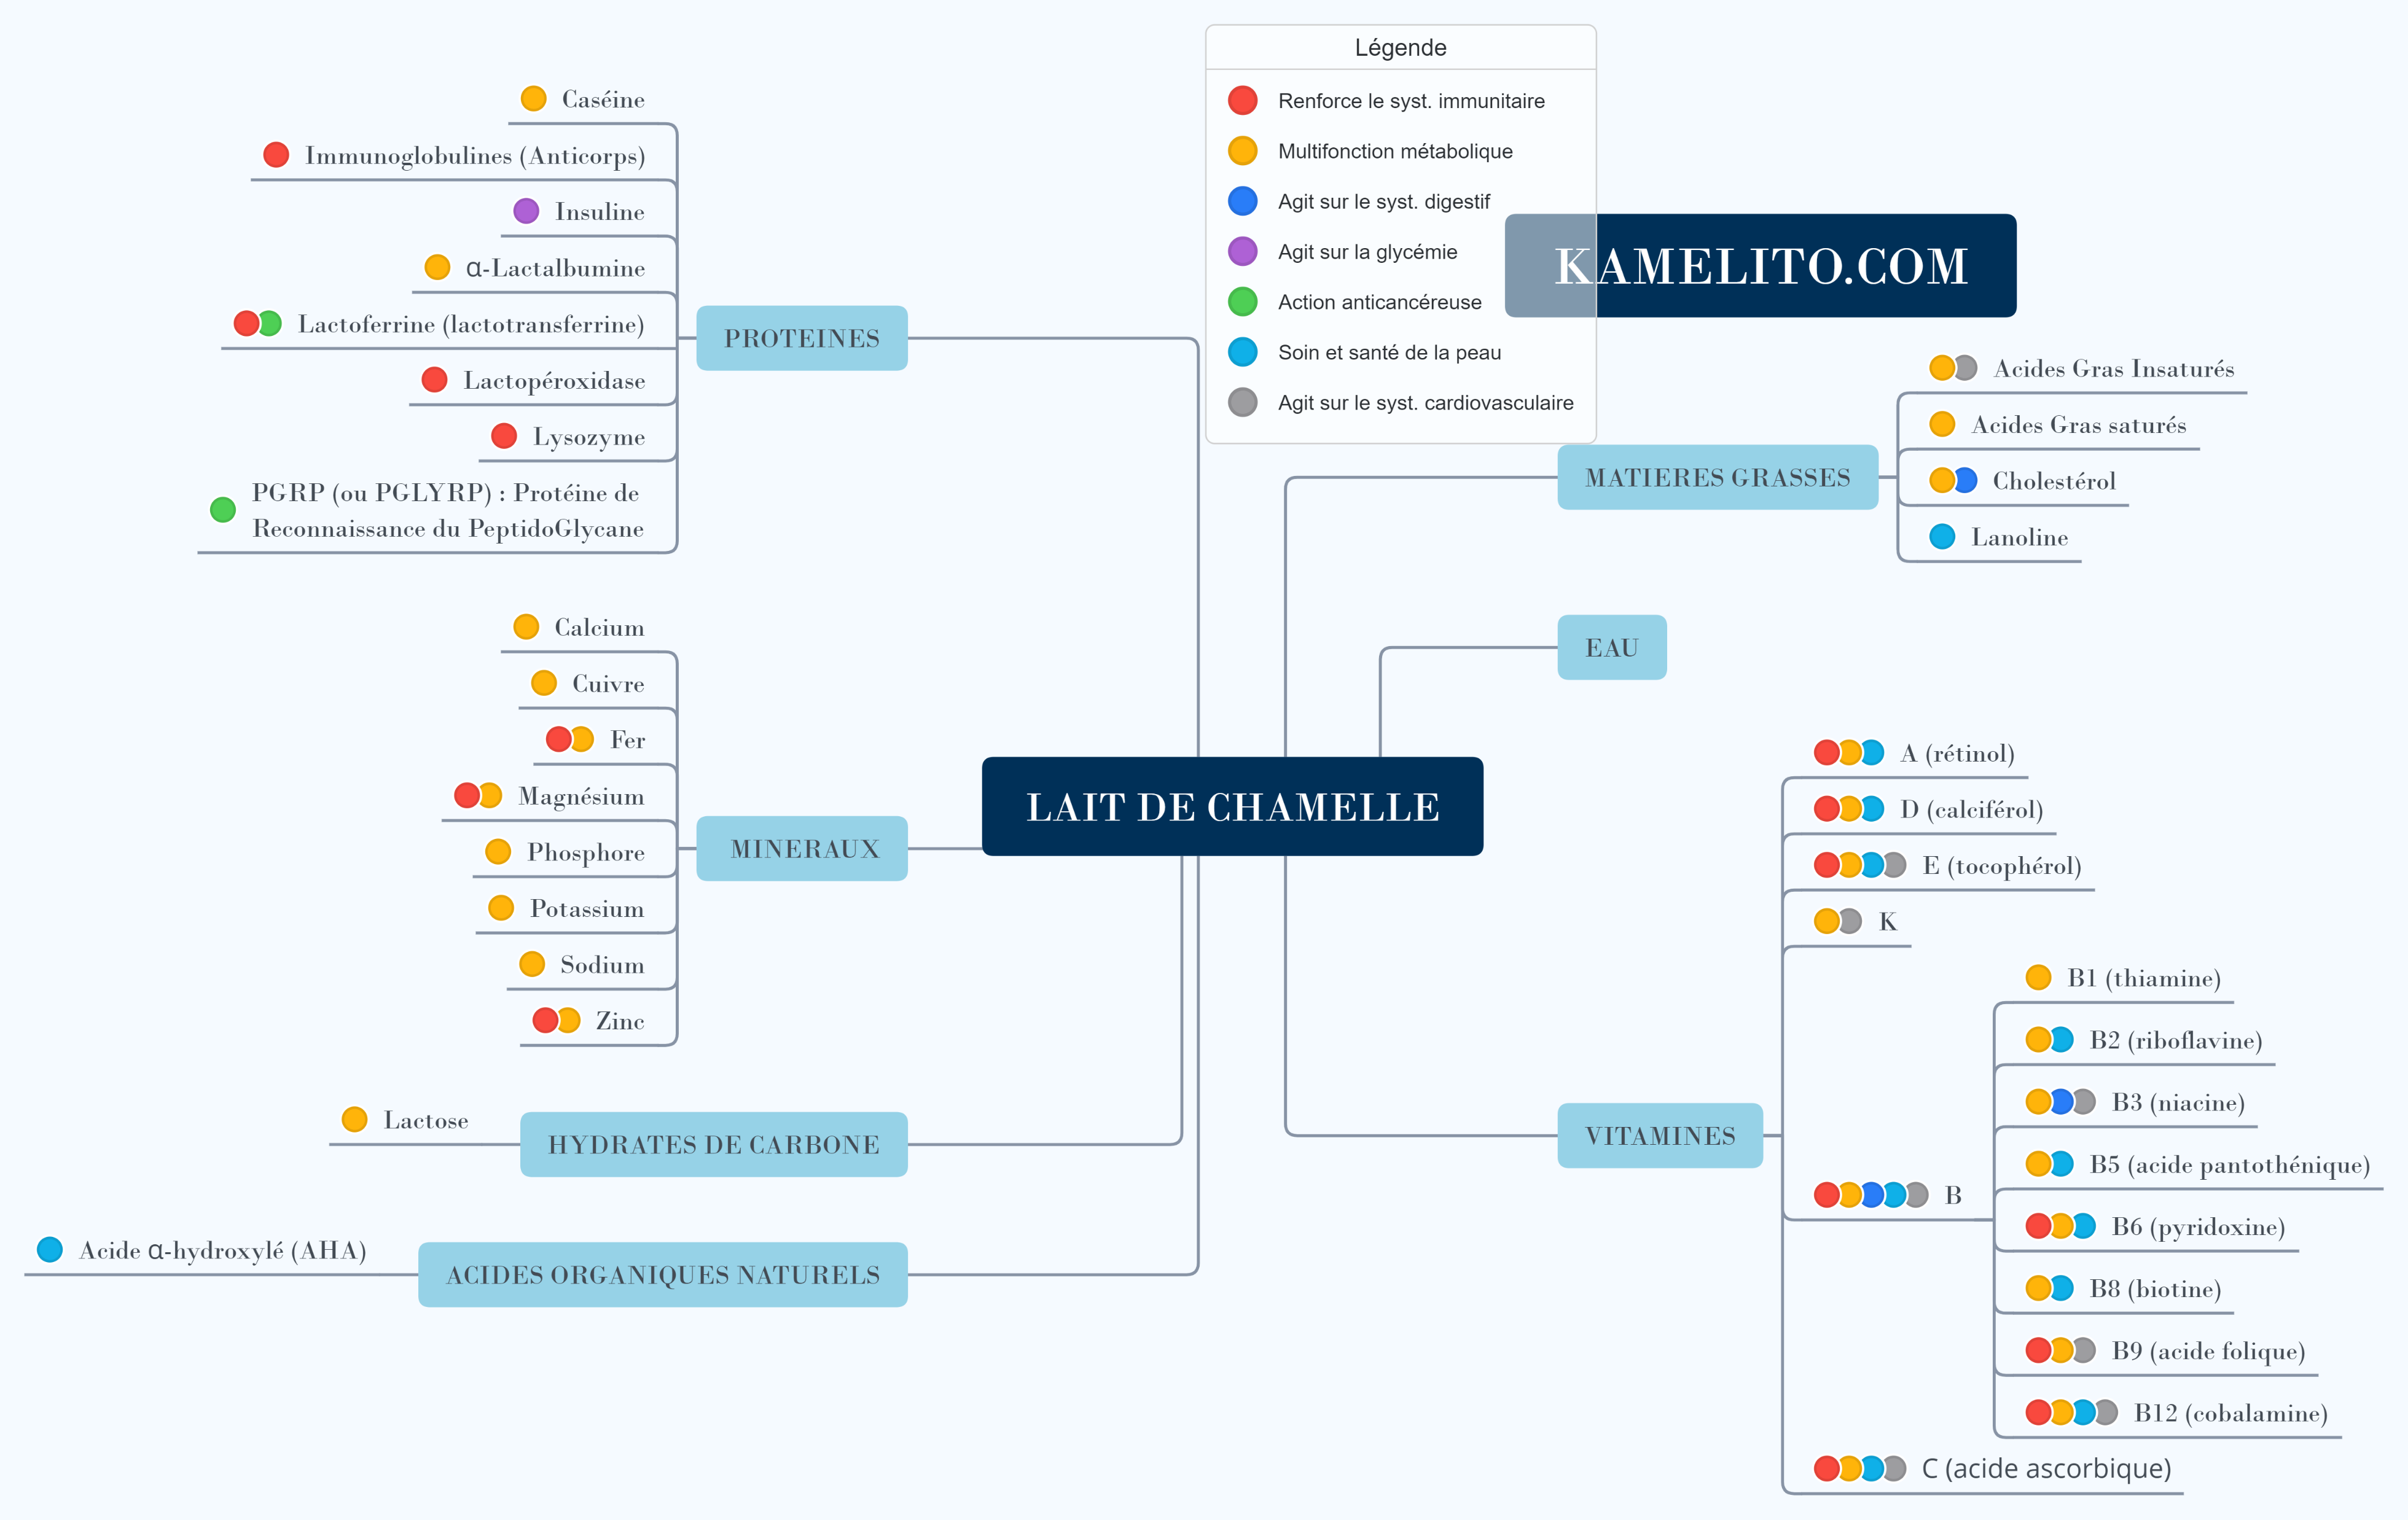 Légende
Renforce le syst. immunitaire
Multifonction métabolique
Agit sur le syst. digestif
Agit sur la glycémie
Action anticancéreuse
Soin et santé de la peau
Agit sur le syst. cardiovasculaire
KAMELITO.COM
LAIT DE CHAMELLE
PROTEINES
Caséine
Immunoglobulines (Anticorps)
Insuline
α-Lactalbumine
Lactoferrine (lactotransferrine)
Lactopéroxidase
Lysozyme
PGRP (ou PGLYRP) : Protéine de
Reconnaissance du PeptidoGlycane
MINERAUX
Calcium
Cuivre
Fer
Magnésium
Phosphore
Potassium
Sodium
Zinc
HYDRATES DE CARBONE
Lactose
ACIDES ORGANIQUES NATURELS
Acide α-hydroxylé (AHA)
MATIERES GRASSES
Acides Gras Insaturés
Acides Gras saturés
Cholestérol
Lanoline
EAU
VITAMINES
A (rétinol)
D (calciférol)
E (tocophérol)
K
B
B1 (thiamine)
B2 (riboflavine)
B3 (niacine)
B5 (acide pantothénique)
B6 (pyridoxine)
B8 (biotine)
B9 (acide folique)
B12 (cobalamine)
C (acide ascorbique)